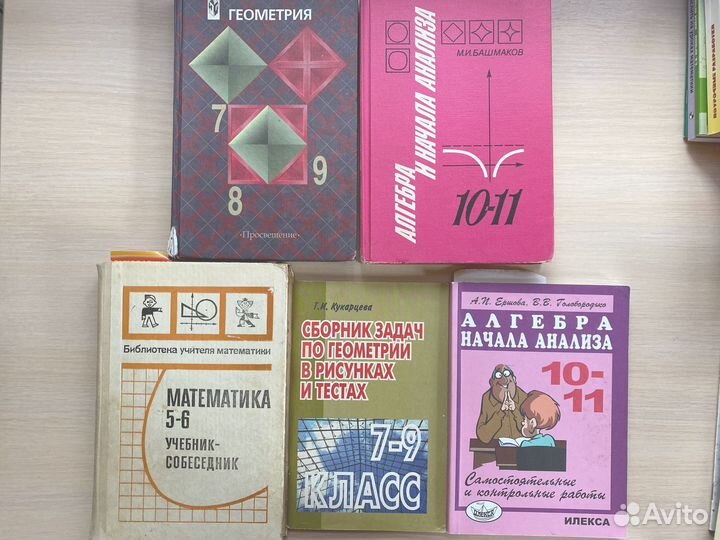 ГЕОМЕТРИЯ
7
8
9
•Просвещение•
АЛГЕБРА
И НАЧАЛА АНАЛИЗА
М.И.БАШМАКОВ
10-11
Библиотека учителя математики
МАТЕМАТИКА
5-6
УЧЕБНИК-
СОБЕСЕДНИК
Т.И. Кукарцева
СБОРНИК ЗАДАЧ
ПО ГЕОМЕТРИИ
В РИСУНКАХ
И ТЕСТАХ
7-9
КЛАСС
А.П. Ершова, В.В. Голобородько
АЛГЕБРА
НАЧАЛА АНАЛИЗА
10-
11
Самостоятельные
и контрольные работы
ИЛЕКСА
ИЛЕКСА
Avito